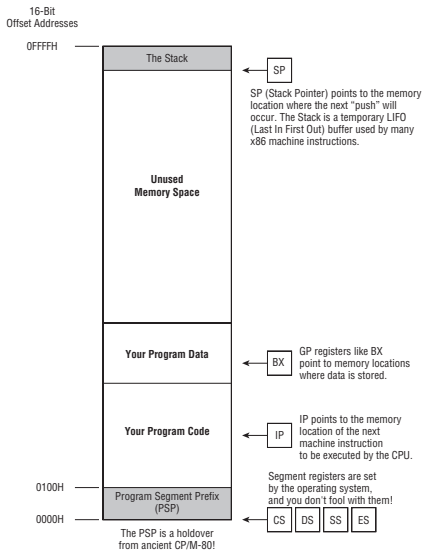 16-Bit
Offset Addresses
0FFFFH
The Stack
SP
SP (Stack Pointer) points to the memory
location where the next “push” will
occur. The Stack is a temporary LIFO
(Last In First Out) buffer used by many
x86 machine instructions.
Unused
Memory Space
Your Program Data
BX
GP registers like BX
point to memory locations
where data is stored.
Your Program Code
IP
IP points to the memory
location of the next
machine instruction
to be executed by the CPU.
Segment registers are set
by the operating system,
and you don't fool with them!
0100H
Program Segment Prefix
(PSP)
0000H
CS DS SS ES
The PSP is a holdover
from ancient CP/M-80!